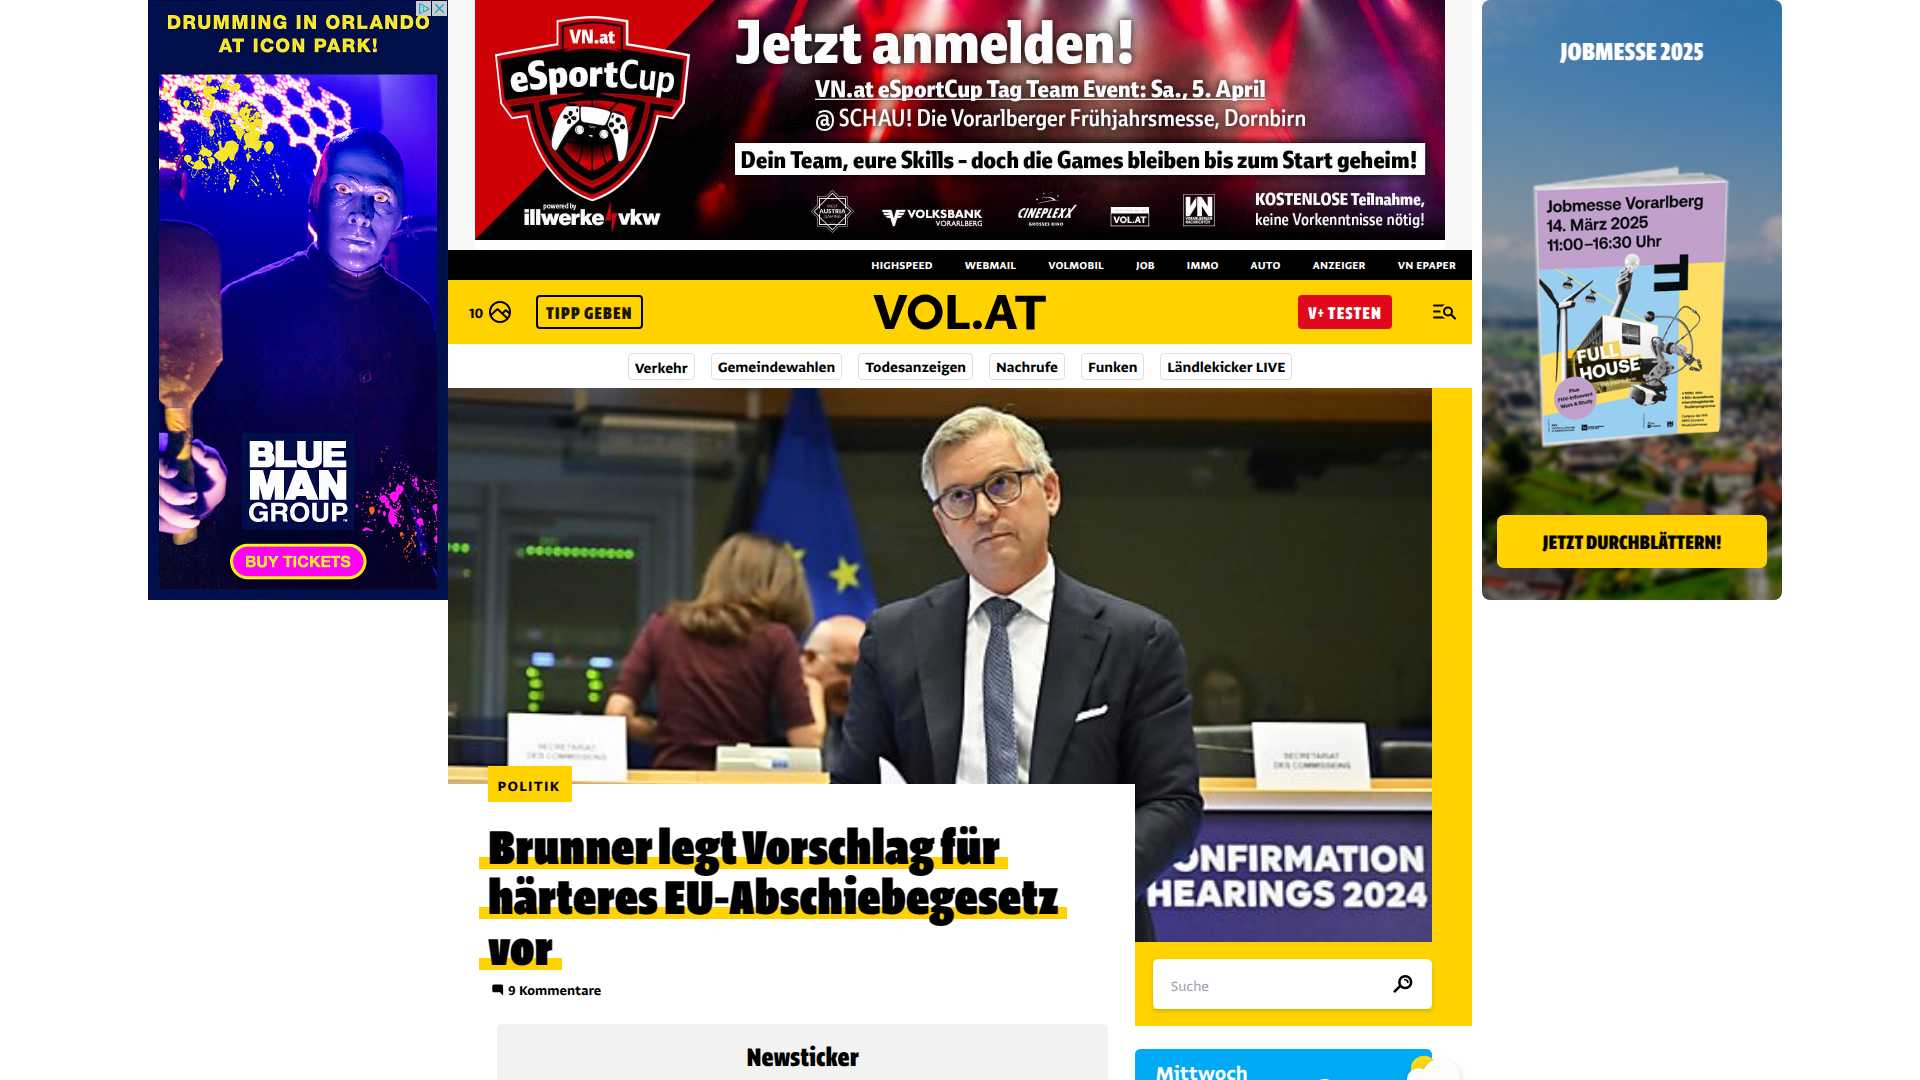 DRUMMING IN ORLANDO
AT ICON PARK!
BLUE
MAN
GROUP
BUY TICKETS
VN.at
eSportCup
powered by
illwerke vkw
Jetzt anmelden!
VN.at eSportCup Tag Team Event: Sa., 5. April
@ SCHAU! Die Vorarlberger Frühjahrsmesse, Dornbirn
Dein Team, eure Skills – doch die Games bleiben bis zum Start geheim!
AUSTRIA
VOLKSBANK
VORARLBERG
CINEPLEXX
GROSSES KINO
VOL.AT
VN
KOSTENLOSE Teilnahme,
keine Vorkenntnisse nötig!
JOBMESSE 2025
Jobmesse Vorarlberg
14. März 2025
11:00–16:30 Uhr
FULL
HOUSE
JETZT DURCHBLÄTTERN!
HIGHSPEED WEBMAIL VOLMOBIL JOB IMMO AUTO ANZEIGER VN EPAPER
10 TIPP GEBEN VOL.AT V+ TESTEN
Verkehr Gemeindewahlen Todesanzeigen Nachrufe Funken Ländlekicker LIVE
SECRETARIAT
DES COMMISSIONS
SECRETARIAT
DES COMMISSIONS
ONFIRMATION
HEARINGS 2024
POLITIK
Brunner legt Vorschlag für
härteres EU-Abschiebegesetz
vor
9 Kommentare
Suche
Newsticker
Mittwoch